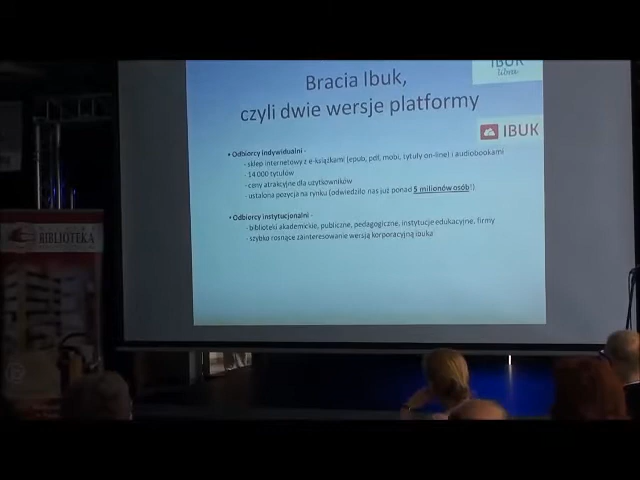 IBUK
Libra
Bracia Ibuk,
czyli dwie wersje platformy
IBUK
• Odbiorcy indywidualni -
- sklep internetowy z e-książkami (epub, pdf, mobi, tytuły on-line) i audiobookami
- 14 000 tytułów
- ceny atrakcyjne dla użytkowników
- ustalona pozycja na rynku (odwiedziło nas już ponad 5 milionów osób!).
• Odbiorcy instytucjonalni -
- biblioteki akademickie, publiczne, pedagogiczne, instytucje edukacyjne, firmy
- szybko rosnące zainteresowanie wersją korporacyjną ibuka
BIBLIOTEKA